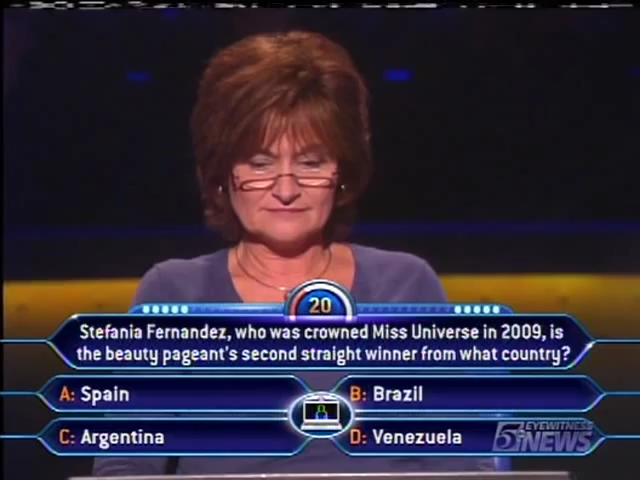 20
Stefania Fernandez, who was crowned Miss Universe in 2009, is
the beauty pageant's second straight winner from what country?
A: Spain
B: Brazil
C: Argentina
D: Venezuela
5 EYEWITNESS
NEWS